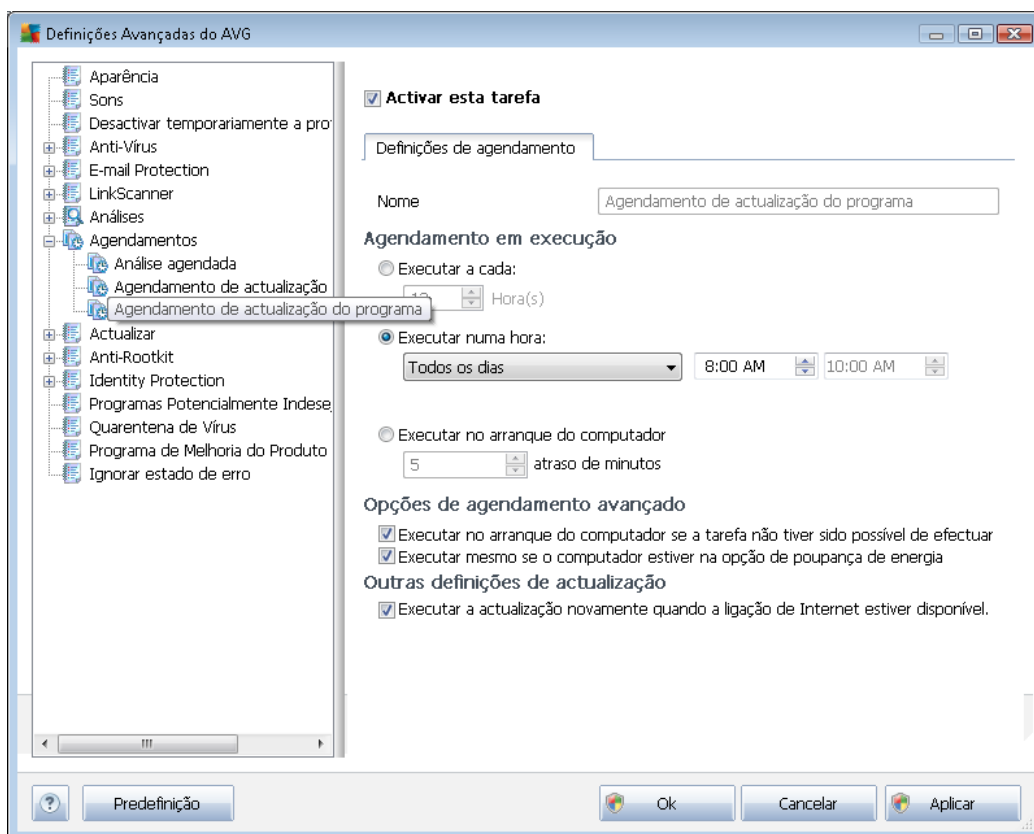 Definições Avançadas do AVG
Aparência
Sons
Desactivar temporariamente a pro
Anti-Vírus
E-mail Protection
LinkScanner
Análises
Agendamentos
Análise agendada
Agendamento de actualização
Agendamento de actualização do programa
Actualizar
Anti-Rootkit
Identity Protection
Programas Potencialmente Indese
Quarentena de Vírus
Programa de Melhoria do Produto
Ignorar estado de erro
Activar esta tarefa
Definições de agendamento
Nome Agendamento de actualização do programa
Agendamento em execução
Executar a cada:
Hora(s)
Executar numa hora:
Todos os dias 8:00 AM 10:00 AM
Executar no arranque do computador
5 atraso de minutos
Opções de agendamento avançado
Executar no arranque do computador se a tarefa não tiver sido possível de efectuar
Executar mesmo se o computador estiver na opção de poupança de energia
Outras definições de actualização
Executar a actualização novamente quando a ligação de Internet estiver disponível.
? Predefinição Ok Cancelar Aplicar